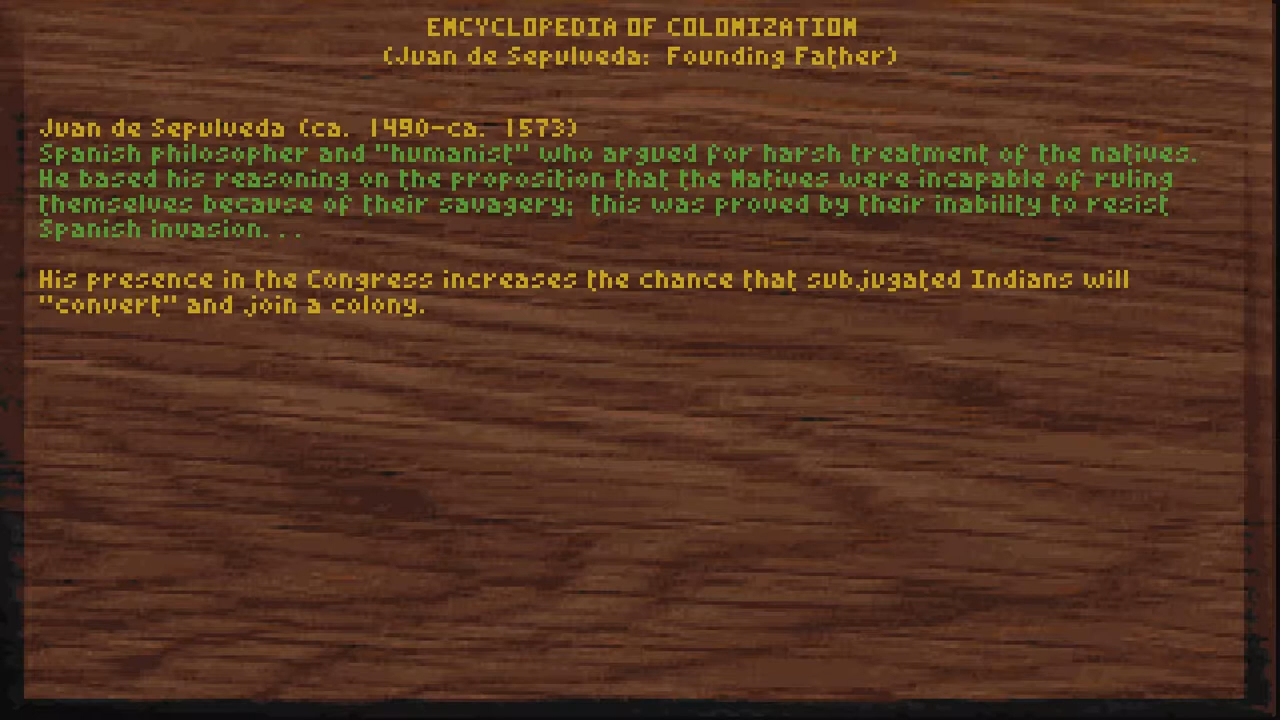 ENCYCLOPEDIA OF COLONIZATION
(Juan de Sepulveda: Founding Father)
Juan de Sepulveda (ca. 1490-ca. 1573)
Spanish philosopher and "humanist" who argued for harsh treatment of the natives.
He based his reasoning on the proposition that the Natives were incapable of ruling
themselves because of their savagery; this was proved by their inability to resist
Spanish invasion...
His presence in the Congress increases the chance that subjugated Indians will
"convert" and join a colony.